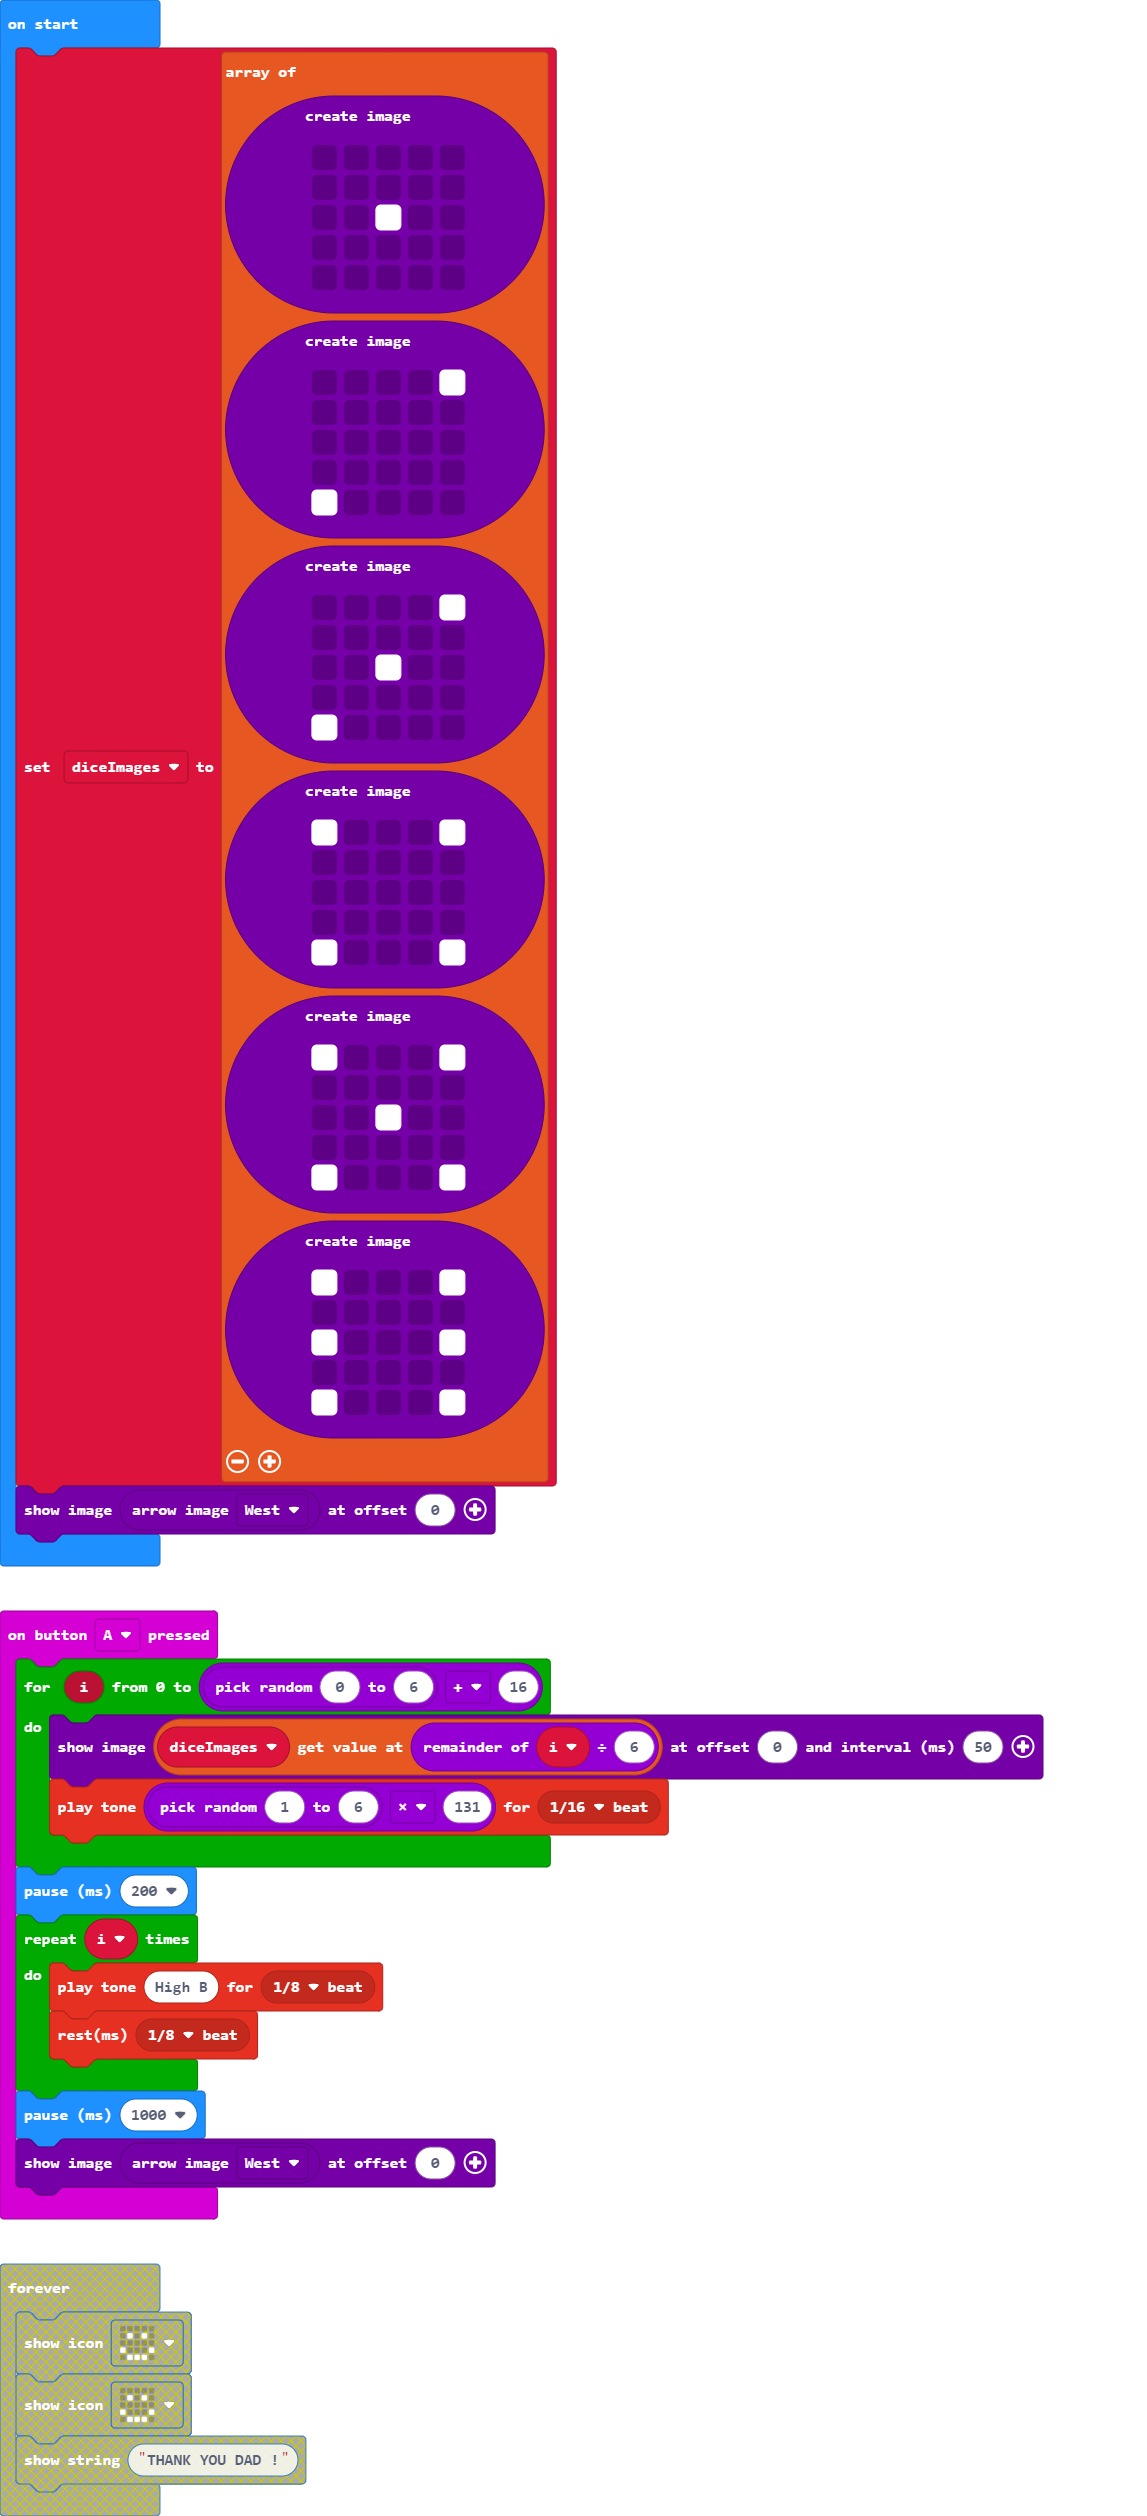 on start
array of
create image
create image
create image
set diceImages to
create image
create image
create image
show image arrow image West at offset 0
on button A pressed
for i from 0 to pick random 0 to 6 + 16
do
show image diceImages get value at remainder of i ÷ 6 at offset 0 and interval (ms) 50
play tone pick random 1 to 6 × 131 for 1/16 beat
pause (ms) 200
repeat i times
do
play tone High B for 1/8 beat
rest(ms) 1/8 beat
pause (ms) 1000
show image arrow image West at offset 0
forever
show icon
show icon
show string "THANK YOU DAD !"